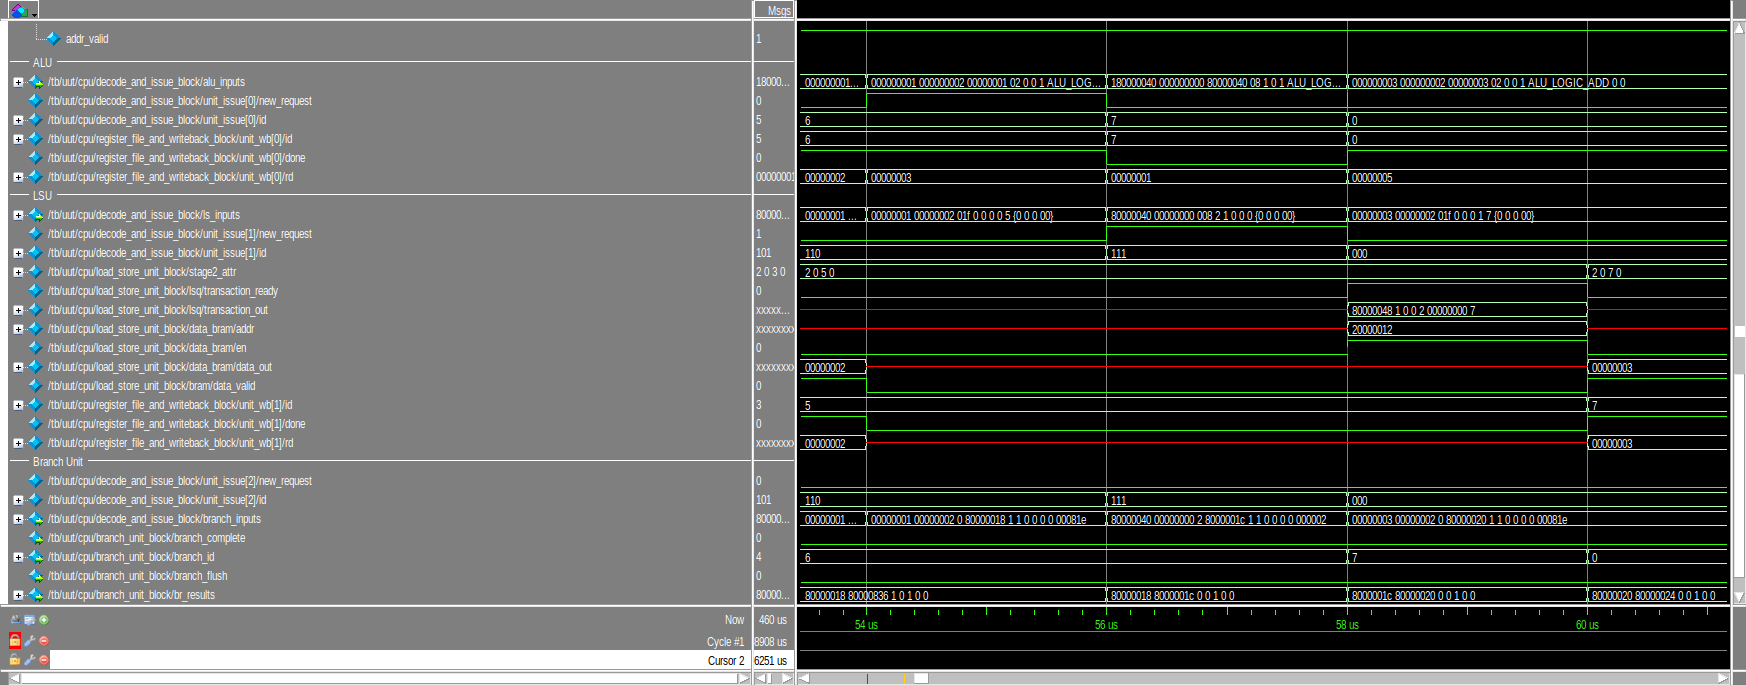 Msgs
addr_valid 1
ALU
/tb/uut/cpu/decode_and_issue_block/alu_inputs 18000... 000000001... 000000001 000000002 00000001 02 0 0 1 ALU_LOG... 180000040 000000000 80000040 08 1 0 1 ALU_LOG... 000000003 000000002 00000003 02 0 0 1 ALU_LOGIC_ADD 0 0
/tb/uut/cpu/decode_and_issue_block/unit_issue[0]/new_request 0
/tb/uut/cpu/decode_and_issue_block/unit_issue[0]/id 5 6 7 0
/tb/uut/cpu/register_file_and_writeback_block/unit_wb[0]/id 5 6 7 0
/tb/uut/cpu/register_file_and_writeback_block/unit_wb[0]/done 0
/tb/uut/cpu/register_file_and_writeback_block/unit_wb[0]/rd 00000001 00000002 00000003 00000001 00000005
LSU
/tb/uut/cpu/decode_and_issue_block/ls_inputs 80000... 00000001 ... 00000001 00000002 01f 0 0 0 0 5 {0 0 0 00} 80000040 00000000 008 2 1 0 0 0 {0 0 0 00} 00000003 00000002 01f 0 0 0 1 7 {0 0 0 00}
/tb/uut/cpu/decode_and_issue_block/unit_issue[1]/new_request 1
/tb/uut/cpu/decode_and_issue_block/unit_issue[1]/id 101 110 111 000
/tb/uut/cpu/load_store_unit_block/stage2_attr 2 0 3 0 2 0 5 0 2 0 7 0
/tb/uut/cpu/load_store_unit_block/lsq/transaction_ready 0
/tb/uut/cpu/load_store_unit_block/lsq/transaction_out xxxxx... 80000048 1 0 0 2 00000000 7
/tb/uut/cpu/load_store_unit_block/data_bram/addr xxxxxxxx 20000012
/tb/uut/cpu/load_store_unit_block/data_bram/en 0
/tb/uut/cpu/load_store_unit_block/data_bram/data_out xxxxxxxx 00000002 00000003
/tb/uut/cpu/load_store_unit_block/bram/data_valid 0
/tb/uut/cpu/register_file_and_writeback_block/unit_wb[1]/id 3 5 7
/tb/uut/cpu/register_file_and_writeback_block/unit_wb[1]/done 0
/tb/uut/cpu/register_file_and_writeback_block/unit_wb[1]/rd xxxxxxxx 00000002 00000003
Branch Unit
/tb/uut/cpu/decode_and_issue_block/unit_issue[2]/new_request 0
/tb/uut/cpu/decode_and_issue_block/unit_issue[2]/id 101 110 111 000
/tb/uut/cpu/decode_and_issue_block/branch_inputs 80000... 00000001 ... 00000001 00000002 0 80000018 1 1 0 0 0 0 00081e 80000040 00000000 2 8000001c 1 1 0 0 0 0 000002 00000003 00000002 0 80000020 1 1 0 0 0 0 00081e
/tb/uut/cpu/branch_unit_block/branch_complete 0
/tb/uut/cpu/branch_unit_block/branch_id 4 6 7 0
/tb/uut/cpu/branch_unit_block/branch_flush 0
/tb/uut/cpu/branch_unit_block/br_results 80000... 80000018 80000836 1 0 1 0 0 80000018 8000001c 0 0 1 0 0 8000001c 80000020 0 0 1 0 0 80000020 80000024 0 0 1 0 0
Now 460 us 54 us 56 us 58 us 60 us
Cycle #1 8908 us
Cursor 2 6251 us